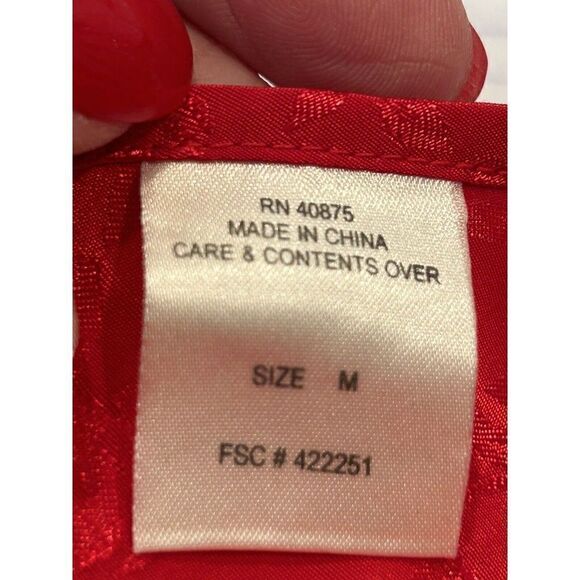 RN 40875
MADE IN CHINA
CARE & CONTENTS OVER
SIZE M
FSC # 422251